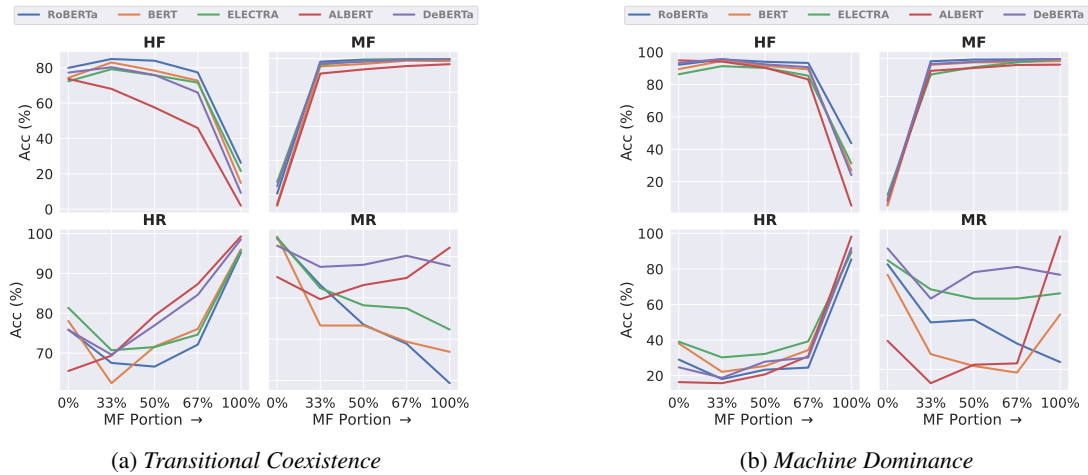 RoBERTa BERT ELECTRA ALBERT DeBERTa
HF MF
Acc (%)
80
60
40
20
0
HR MR
Acc (%)
100
90
80
70
0% 33% 50% 67% 100% 0% 33% 50% 67% 100%
MF Portion → MF Portion →
(a) Transitional Coexistence
RoBERTa BERT ELECTRA ALBERT DeBERTa
HF MF
Acc (%)
100
80
60
40
20
HR MR
Acc (%)
100
80
60
40
20
0% 33% 50% 67% 100% 0% 33% 50% 67% 100%
MF Portion → MF Portion →
(b) Machine Dominance